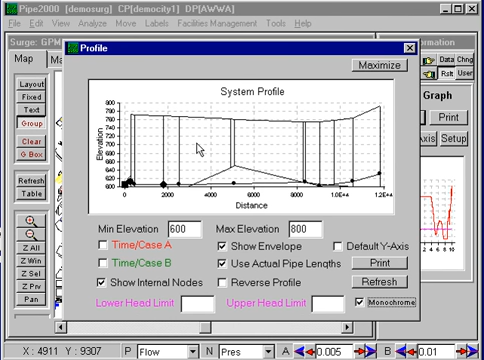 Pipe2000 [demosurg] CP[democity1] DP[AWWA]
File Edit View Analyze Move Labels Facilities Management Tools Help
Surge: GPM
ormation
Map
Ma
Layout
Fixed
Text
Group
Clear
G Box
Refresh
Table
Z All
Z Win
Z Sel
Z Prv
Pan
Data Chng
Rslt User
Graph
Print
xis Setup
Profile
Maximize
System Profile
Elevation
800
780
760
740
720
700
680
660
640
620
600
0 2000 4000 6000 8000 1.0E+4 1.2E+4
Distance
Min Elevation 600 Max Elevation 800
Time/Case A Show Envelope Default Y-Axis
Time/Case B Use Actual Pipe Lengths Print
Show Internal Nodes Reverse Profile Refresh
Lower Head Limit Upper Head Limit Monochrome
X : 4911 Y : 9307 P Flow N Pres A 0.005 B 0.01